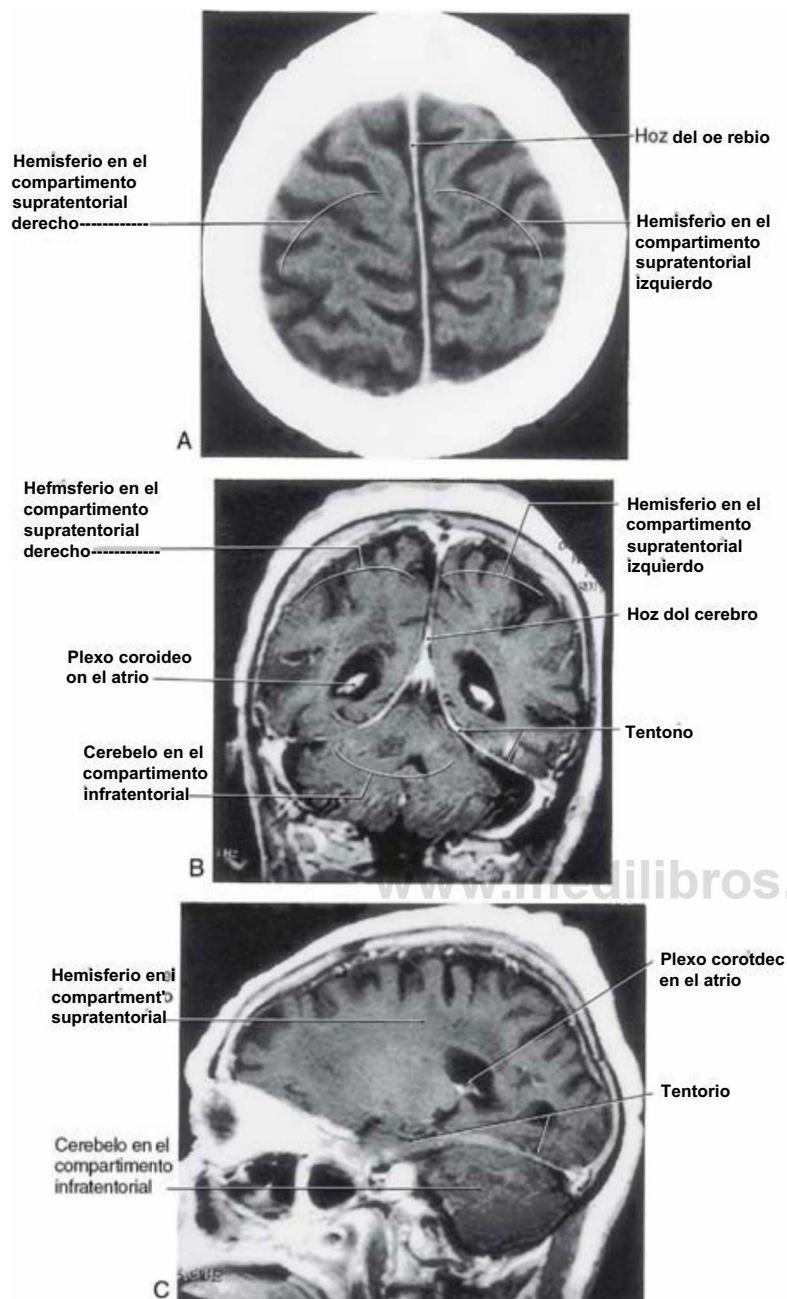 Hoz del oe rebio
Hemisferio en el
compartimento
supratentorial
derecho------------
Hemisferio en el
compartimento
supratentorial
izquierdo
A
Hefmsferio en el
compartimento
supratentorial
derecho------------
Hemisferio en el
compartimento
supratentorial
izquierdo
Hoz dol cerebro
Plexo coroideo
on el atrio
Tentono
Cerebelo en el
compartimento
infratentorial
B
www.medilibros.
Plexo corotdec
en el atrio
Hemisferio en i
compartment'o
supratentorial
Tentorio
Cerebelo en el
compartimento
infratentorial
C